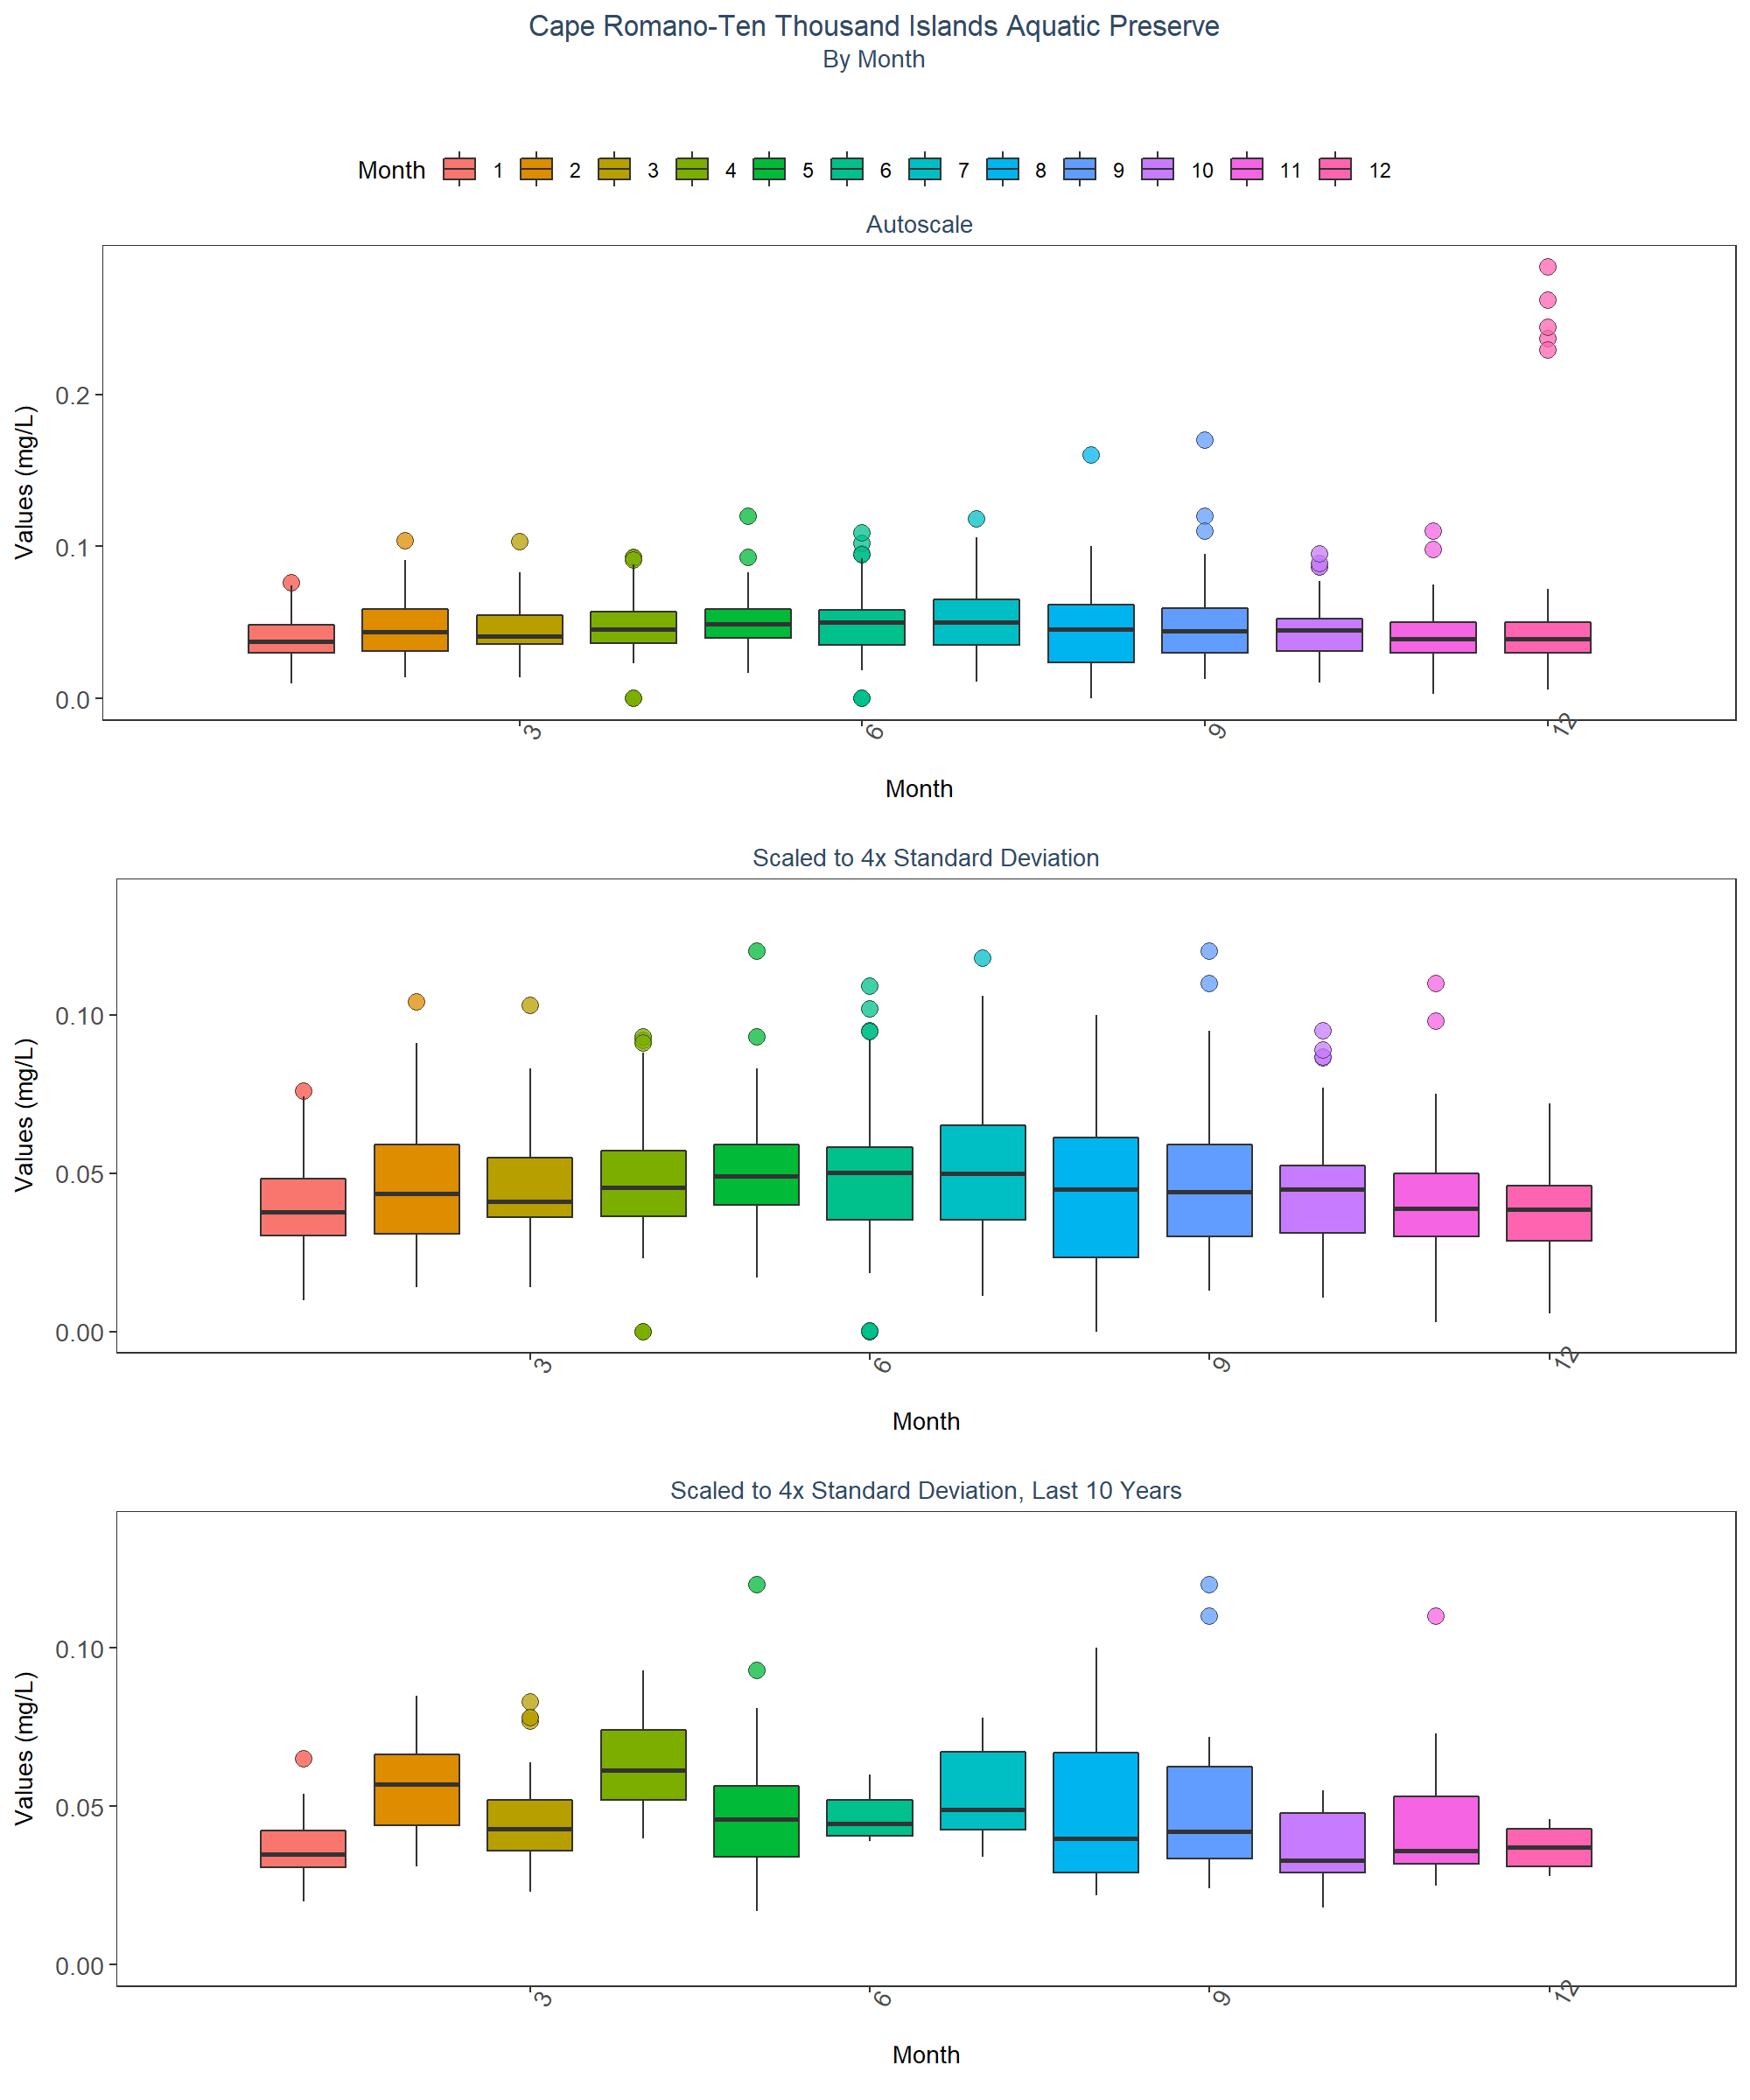 Cape Romano-Ten Thousand Islands Aquatic Preserve
By Month
Month 1 2 3 4 5 6 7 8 9 10 11 12
Autoscale
Values (mg/L)
0.2
0.1
0.0
3 6 9 12
Month
Scaled to 4x Standard Deviation
Values (mg/L)
0.10
0.05
0.00
3 6 9 12
Month
Scaled to 4x Standard Deviation, Last 10 Years
Values (mg/L)
0.10
0.05
0.00
3 6 9 12
Month